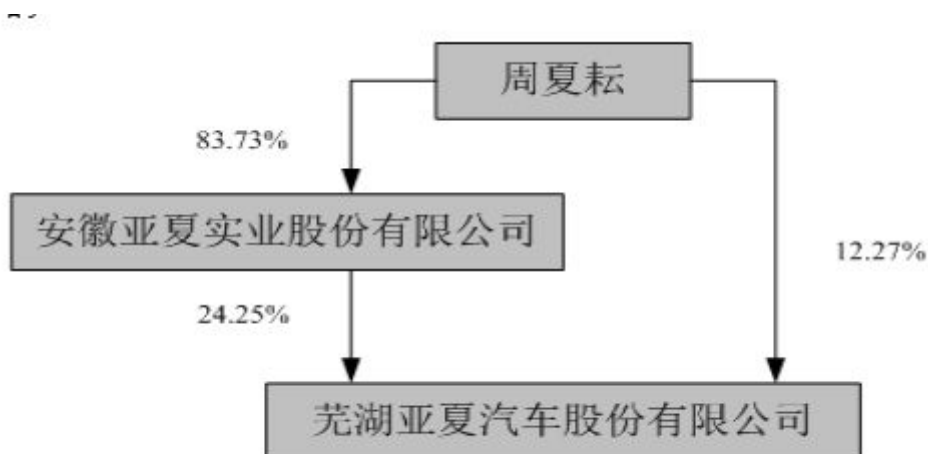 周夏耘
83.73%
安徽亚夏实业股份有限公司
12.27%
24.25%
芜湖亚夏汽车股份有限公司